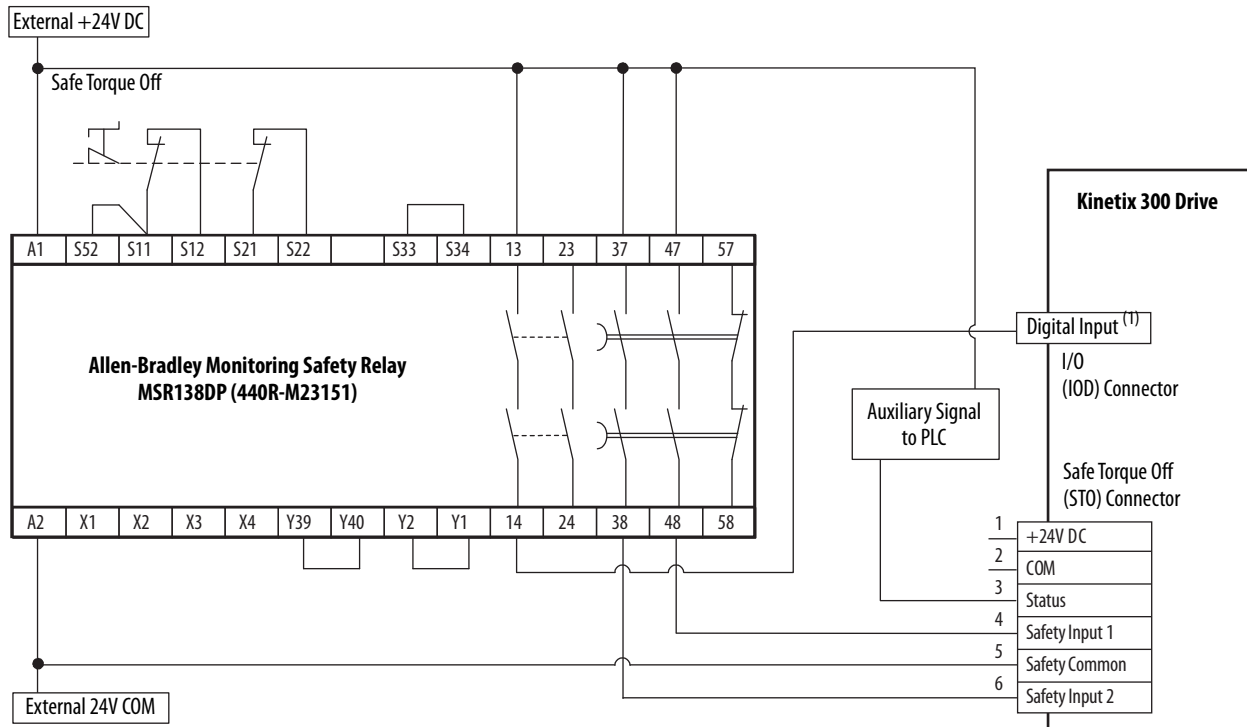 External +24V DC
Safe Torque Off
Kinetix 300 Drive
A1 S52 S11 S12 S21 S22 S33 S34 13 23 37 47 57
Digital Input (1)
I/O
(IOD) Connector
Allen-Bradley Monitoring Safety Relay
MSR138DP (440R-M23151)
Auxiliary Signal
to PLC
Safe Torque Off
(STO) Connector
A2 X1 X2 X3 X4 Y39 Y40 Y2 Y1 14 24 38 48 58
1 +24V DC
2 COM
3 Status
4 Safety Input 1
5 Safety Common
6 Safety Input 2
External 24V COM